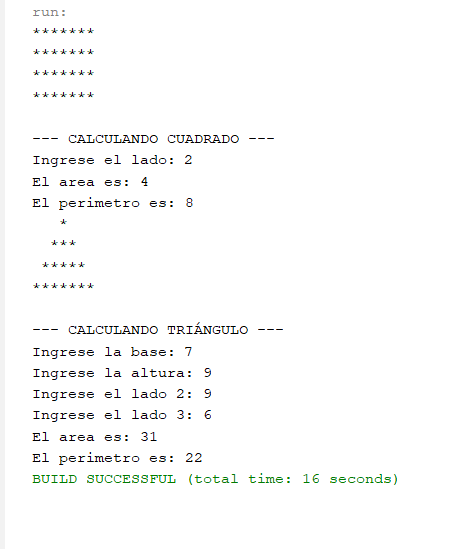 run:
*******
*******
*******
*******

--- CALCULANDO CUADRADO ---
Ingrese el lado: 2
El area es: 4
El perimetro es: 8
   *
  ***
 *****
*******

--- CALCULANDO TRIÁNGULO ---
Ingrese la base: 7
Ingrese la altura: 9
Ingrese el lado 2: 9
Ingrese el lado 3: 6
El area es: 31
El perimetro es: 22
BUILD SUCCESSFUL (total time: 16 seconds)